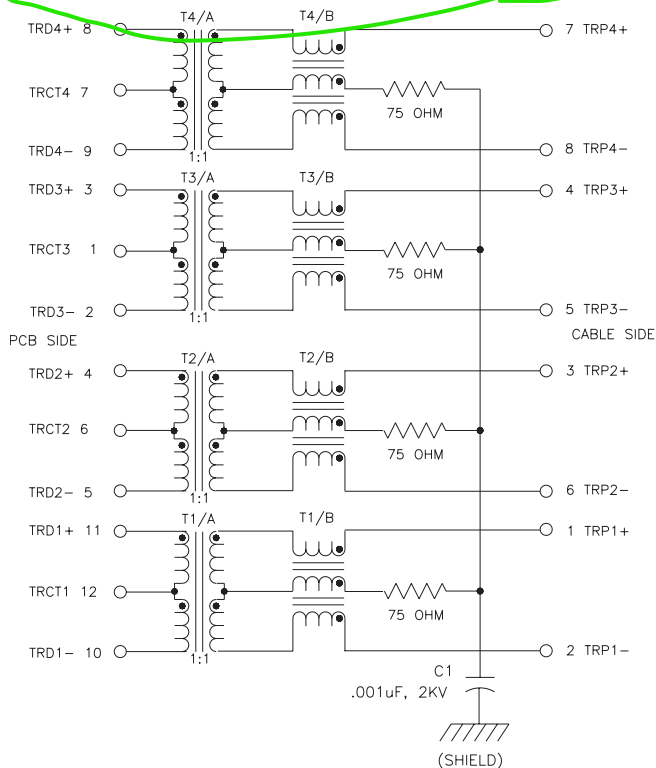 T4/A T4/B
TRD4+ 8 7 TRP4+
TRCT4 7
75 OHM
TRD4- 9 8 TRP4-
1:1
T3/A T3/B
TRD3+ 3 4 TRP3+
TRCT3 1
75 OHM
TRD3- 2 5 TRP3-
1:1
PCB SIDE CABLE SIDE
T2/A T2/B
TRD2+ 4 3 TRP2+
TRCT2 6
75 OHM
TRD2- 5 6 TRP2-
1:1
T1/A T1/B
TRD1+ 11 1 TRP1+
TRCT1 12
75 OHM
TRD1- 10 2 TRP1-
1:1
C1
.001uF, 2KV
(SHIELD)